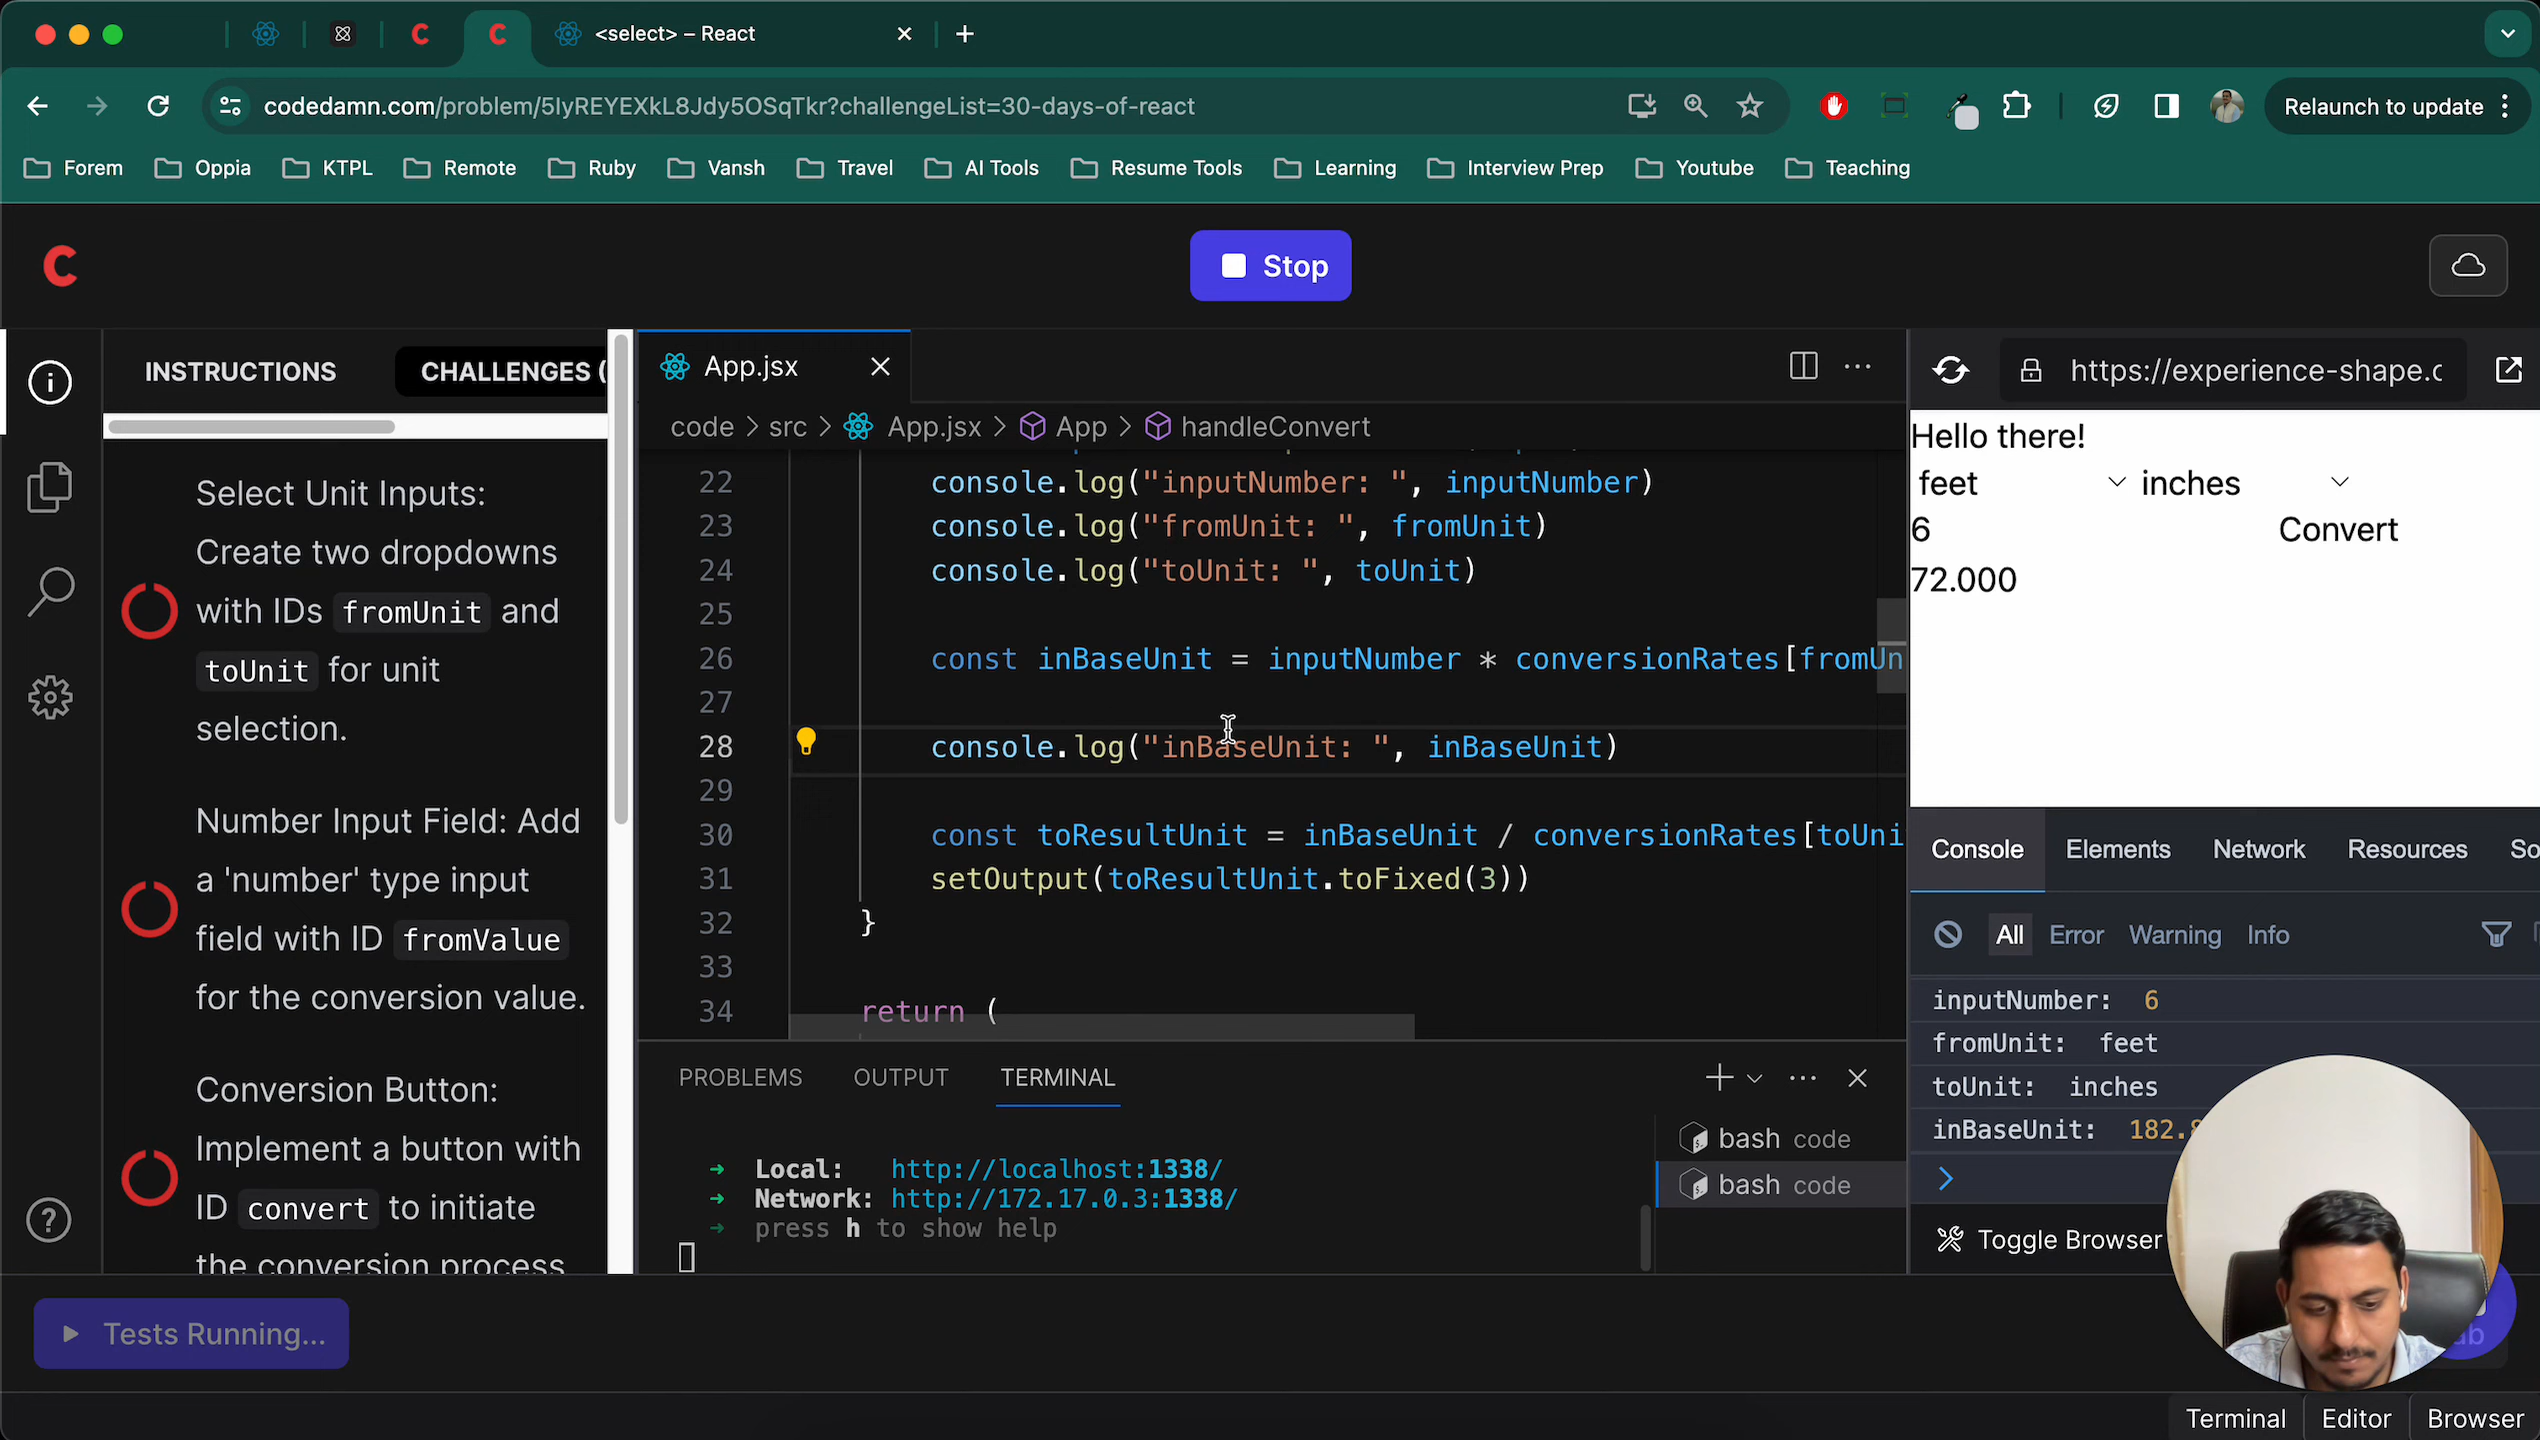 <select> – React
codedamn.com/problem/5IyREYEXkL8Jdy5OSqTkr?challengeList=30-days-of-react
Relaunch to update
Forem
Oppia
KTPL
Remote
Ruby
Vansh
Travel
AI Tools
Resume Tools
Learning
Interview Prep
Youtube
Teaching
Stop
INSTRUCTIONS
CHALLENGES (
Select Unit Inputs:
Create two dropdowns
with IDs fromUnit and
toUnit for unit
selection.
Number Input Field: Add
a 'number' type input
field with ID fromValue
for the conversion value.
Conversion Button:
Implement a button with
ID convert to initiate
the conversion process
Tests Running...
App.jsx
code > src > App.jsx > App > handleConvert
22 console.log("inputNumber: ", inputNumber)
23 console.log("fromUnit: ", fromUnit)
24 console.log("toUnit: ", toUnit)
25
26 const inBaseUnit = inputNumber * conversionRates[fromUn
27
28 console.log("inBaseUnit: ", inBaseUnit)
29
30 const toResultUnit = inBaseUnit / conversionRates[toUni
31 setOutput(toResultUnit.toFixed(3))
32 }
33
34 return (
PROBLEMS
OUTPUT
TERMINAL
➜ Local: http://localhost:1338/
➜ Network: http://172.17.0.3:1338/
➜ press h to show help
bash code
bash code
https://experience-shape.c
Hello there!
feet
inches
6
Convert
72.000
Console
Elements
Network
Resources
So
All
Error
Warning
Info
inputNumber: 6
fromUnit: feet
toUnit: inches
inBaseUnit: 182.
Toggle Browser
Terminal
Editor
Browser